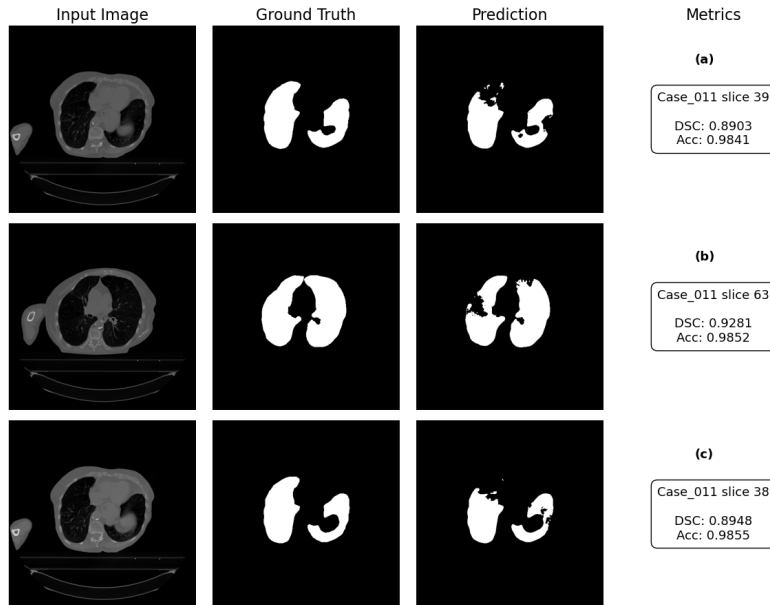 Input Image
Ground Truth
Prediction
Metrics
(a)
Case_011 slice 39
DSC: 0.8903
Acc: 0.9841
(b)
Case_011 slice 63
DSC: 0.9281
Acc: 0.9852
(c)
Case_011 slice 38
DSC: 0.8948
Acc: 0.9855